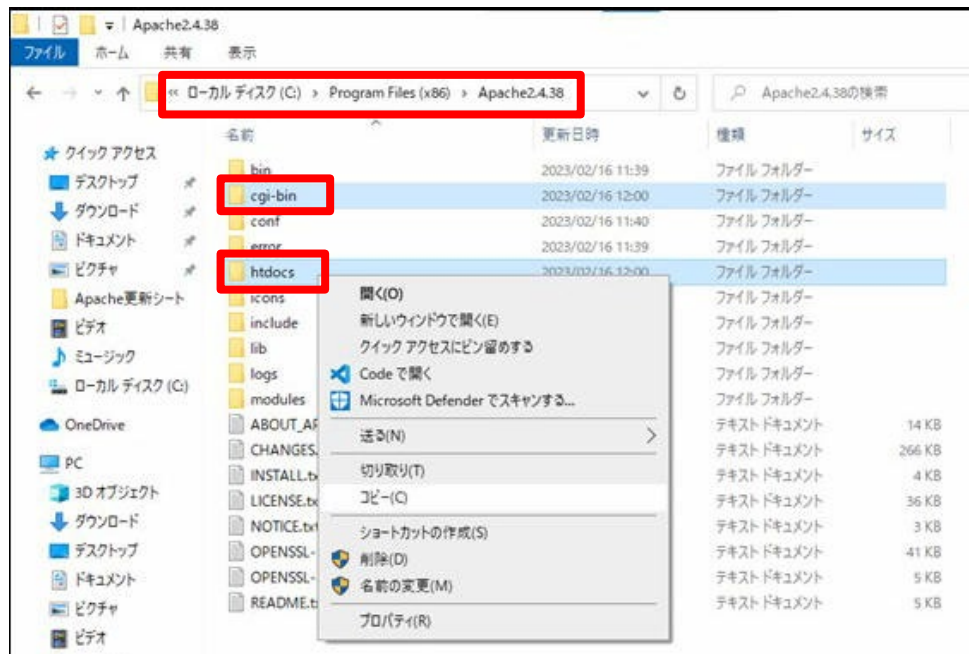 Apache2.4.38
ファイル ホーム 共有 表示
« ローカル ディスク (C:) › Program Files (x86) › Apache2.4.38 Apache2.4.38の検索
名前 更新日時 種類 サイズ
クイック アクセス
bin 2023/02/16 11:39 ファイル フォルダー
デスクトップ
cgi-bin 2023/02/16 12:00 ファイル フォルダー
ダウンロード
conf 2023/02/16 11:40 ファイル フォルダー
ドキュメント
error 2023/02/16 11:39 ファイル フォルダー
ピクチャ
htdocs 2023/02/16 12:00 ファイル フォルダー
Apache更新シート
icons ファイル フォルダー
ビデオ
include ファイル フォルダー
ミュージック
lib ファイル フォルダー
ローカル ディスク (C:)
logs ファイル フォルダー
modules ファイル フォルダー
OneDrive
ABOUT_AP テキスト ドキュメント 14 KB
PC
CHANGES. テキスト ドキュメント 266 KB
3D オブジェクト
INSTALL.tx テキスト ドキュメント 4 KB
ダウンロード
LICENSE.tx テキスト ドキュメント 36 KB
デスクトップ
NOTICE.txt テキスト ドキュメント 3 KB
ドキュメント
OPENSSL- テキスト ドキュメント 41 KB
ピクチャ
OPENSSL- テキスト ドキュメント 5 KB
ビデオ
README.t テキスト ドキュメント 5 KB
開く(O)
新しいウィンドウで開く(E)
クイック アクセスにピン留めする
Code で開く
Microsoft Defender でスキャンする...
送る(N)
切り取り(T)
コピー(C)
ショートカットの作成(S)
削除(D)
名前の変更(M)
プロパティ(R)